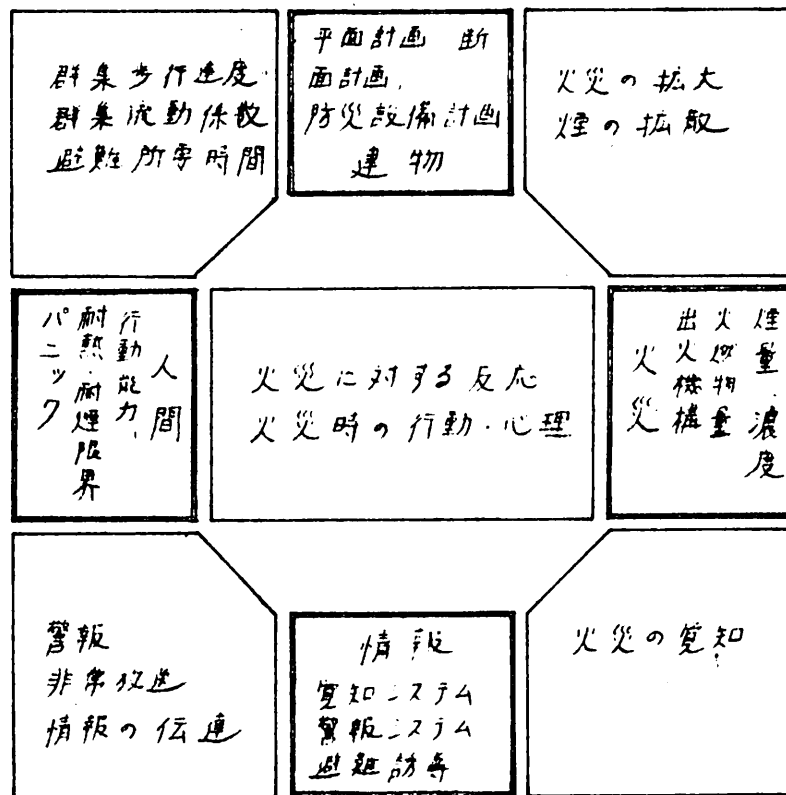 群集歩行速度
群集流動係数
避難所要時間
平面計画 断
面計画.
防災設備計画
建物
火災の拡大
煙の拡散
人間
行動能力、
耐熱・耐煙限界
パニック
火災に対する反応
火災時の行動・心理
煙量・濃度
火燃物量
出火機構
火災
警報
非常放送
情報の伝達
情報
覚知システム
警報システム
避難誘導
火災の覚知